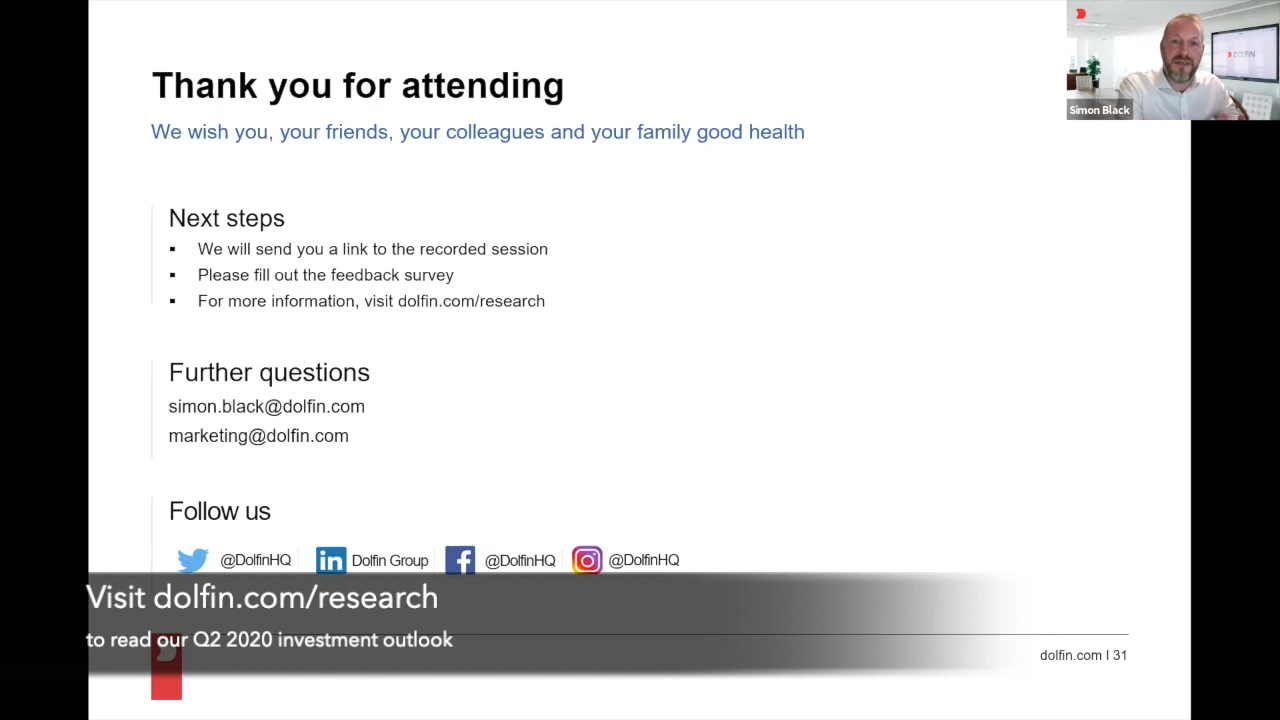 Thank you for attending
We wish you, your friends, your colleagues and your family good health
DOLFIN
Simon Black
Next steps
▪ We will send you a link to the recorded session
▪ Please fill out the feedback survey
▪ For more information, visit dolfin.com/research
Further questions
simon.black@dolfin.com
marketing@dolfin.com
Follow us
@DolfinHQ in Dolfin Group f @DolfinHQ @DolfinHQ
Visit dolfin.com/research
to read our Q2 2020 investment outlook
dolfin.com I 31